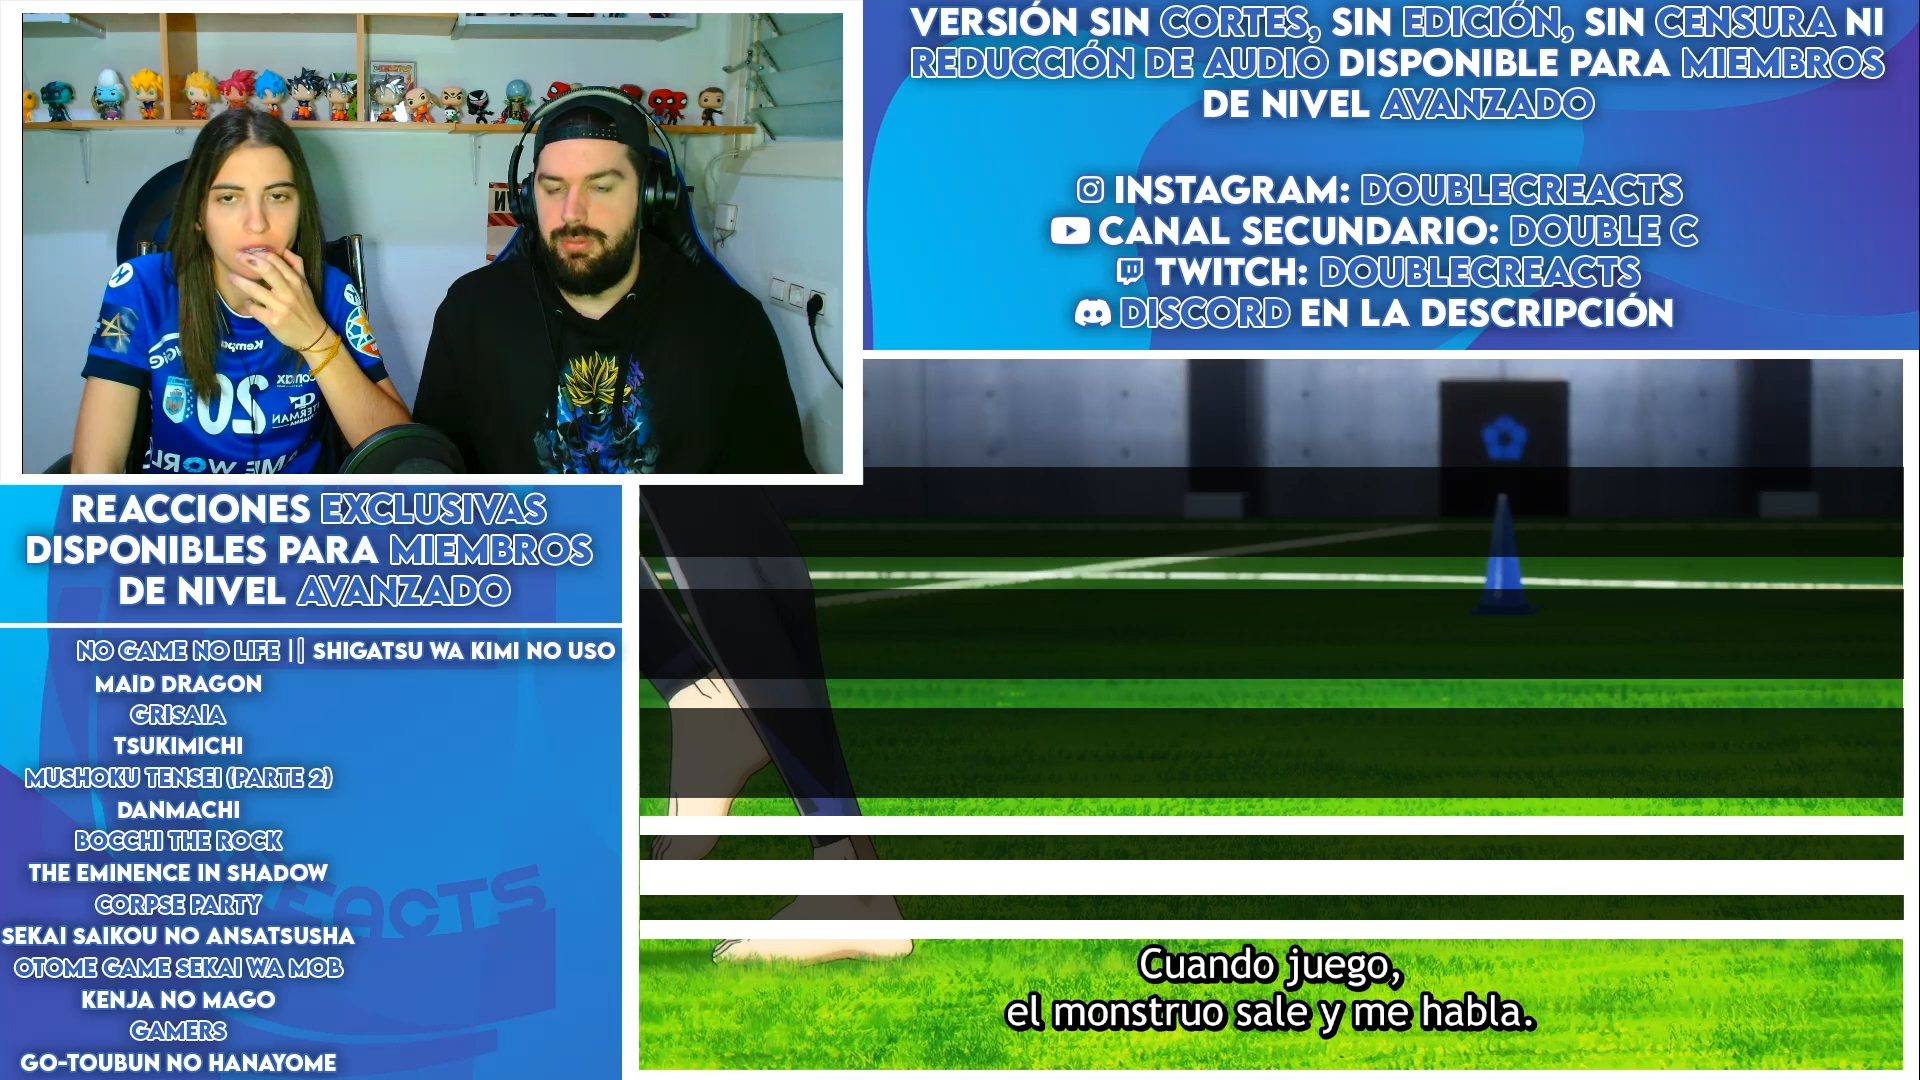 VERSIÓN SIN CORTES, SIN EDICIÓN, SIN CENSURA NI
REDUCCIÓN DE AUDIO DISPONIBLE PARA MIEMBROS
DE NIVEL AVANZADO
INSTAGRAM: DOUBLECREACTS
CANAL SECUNDARIO: DOUBLE C
TWITCH: DOUBLECREACTS
DISCORD EN LA DESCRIPCIÓN
20
REACCIONES EXCLUSIVAS
DISPONIBLES PARA MIEMBROS
DE NIVEL AVANZADO
NO GAME NO LIFE || SHIGATSU WA KIMI NO USO
MAID DRAGON
GRISAIA
TSUKIMICHI
MUSHOKU TENSEI (PARTE 2)
DANMACHI
BOCCHI THE ROCK
THE EMINENCE IN SHADOW
CORPSE PARTY
SEKAI SAIKOU NO ANSATSUSHA
OTOME GAME SEKAI WA MOB
KENJA NO MAGO
GAMERS
GO-TOUBUN NO HANAYOME
Cuando juego,
el monstruo sale y me habla.